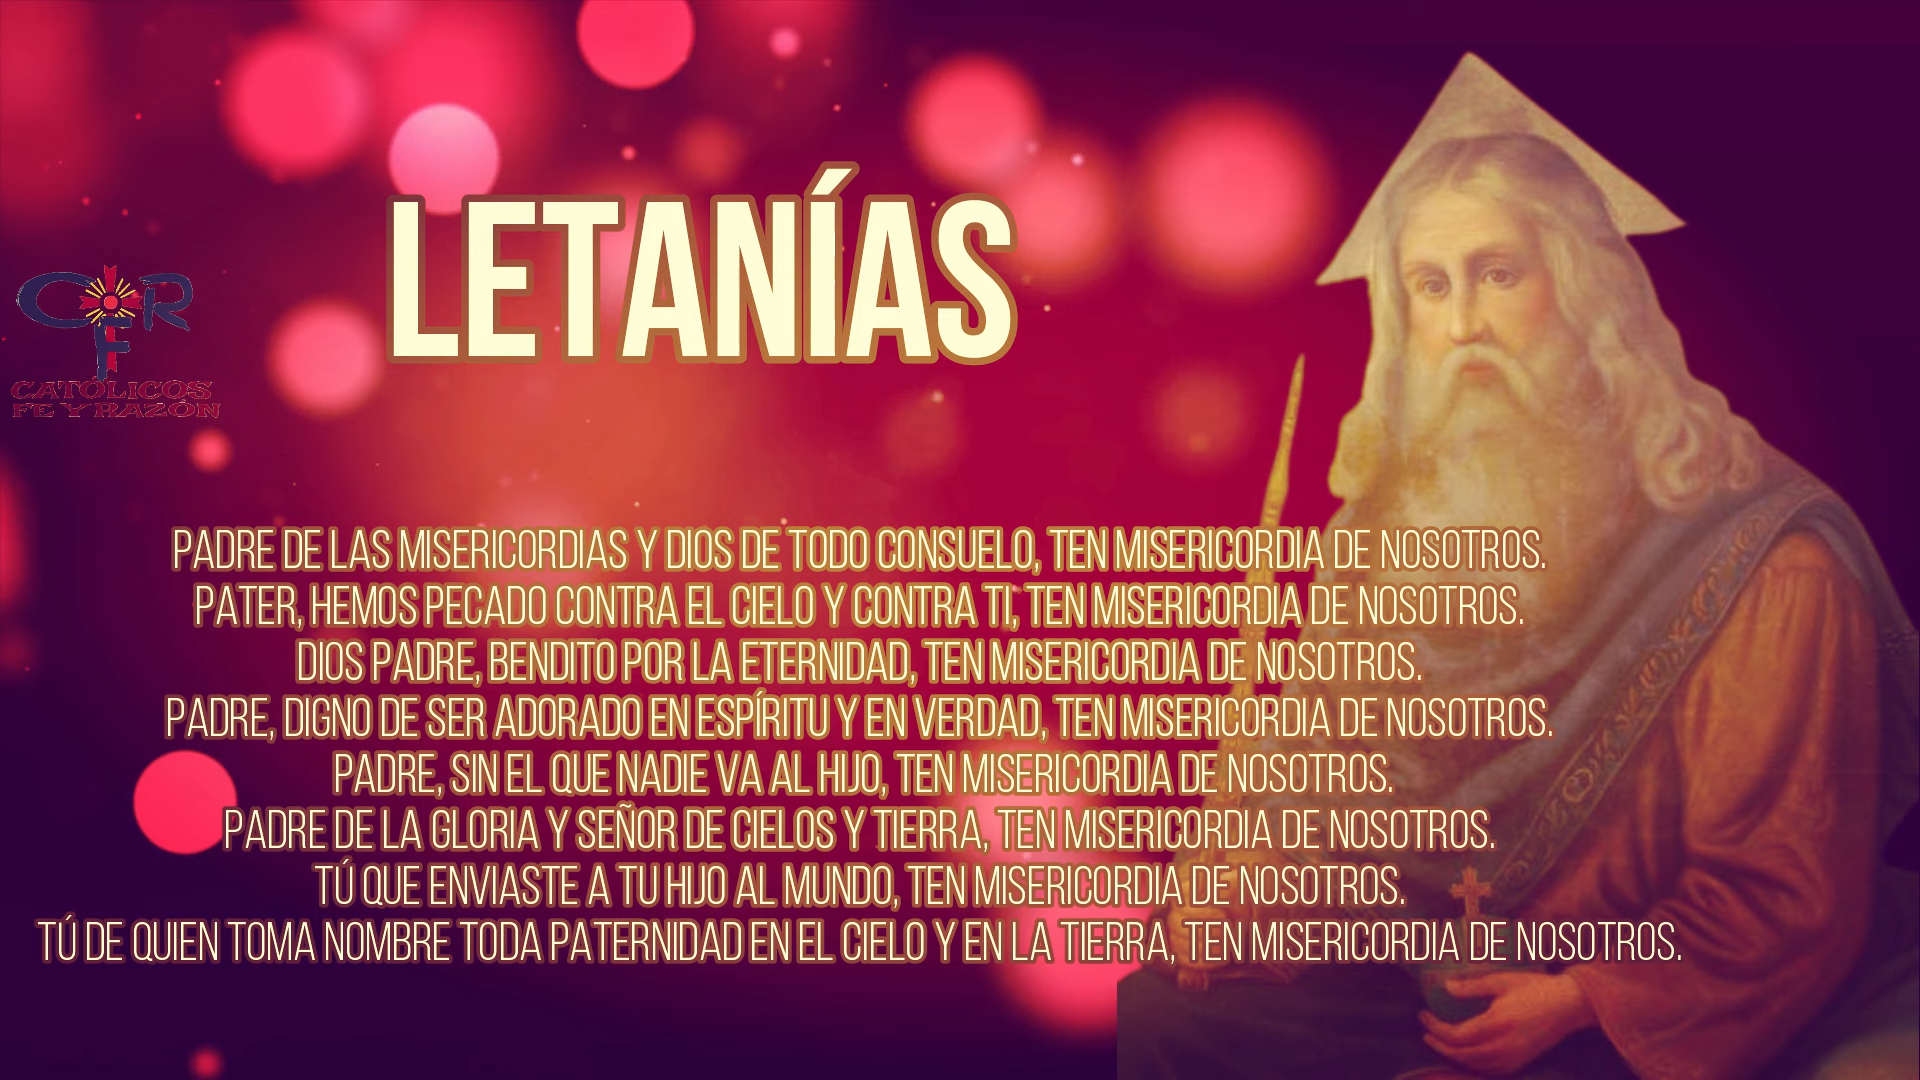 LETANÍAS
CFR
CATÓLICOS
FE Y RAZÓN
PADRE DE LAS MISERICORDIAS Y DIOS DE TODO CONSUELO, TEN MISERICORDIA DE NOSOTROS.
PATER, HEMOS PECADO CONTRA EL CIELO Y CONTRA TI, TEN MISERICORDIA DE NOSOTROS.
DIOS PADRE, BENDITO POR LA ETERNIDAD, TEN MISERICORDIA DE NOSOTROS.
PADRE, DIGNO DE SER ADORADO EN ESPÍRITU Y EN VERDAD, TEN MISERICORDIA DE NOSOTROS.
PADRE, SIN EL QUE NADIE VA AL HIJO, TEN MISERICORDIA DE NOSOTROS.
PADRE DE LA GLORIA Y SEÑOR DE CIELOS Y TIERRA, TEN MISERICORDIA DE NOSOTROS.
TÚ QUE ENVIASTE A TU HIJO AL MUNDO, TEN MISERICORDIA DE NOSOTROS.
TÚ DE QUIEN TOMA NOMBRE TODA PATERNIDAD EN EL CIELO Y EN LA TIERRA, TEN MISERICORDIA DE NOSOTROS.